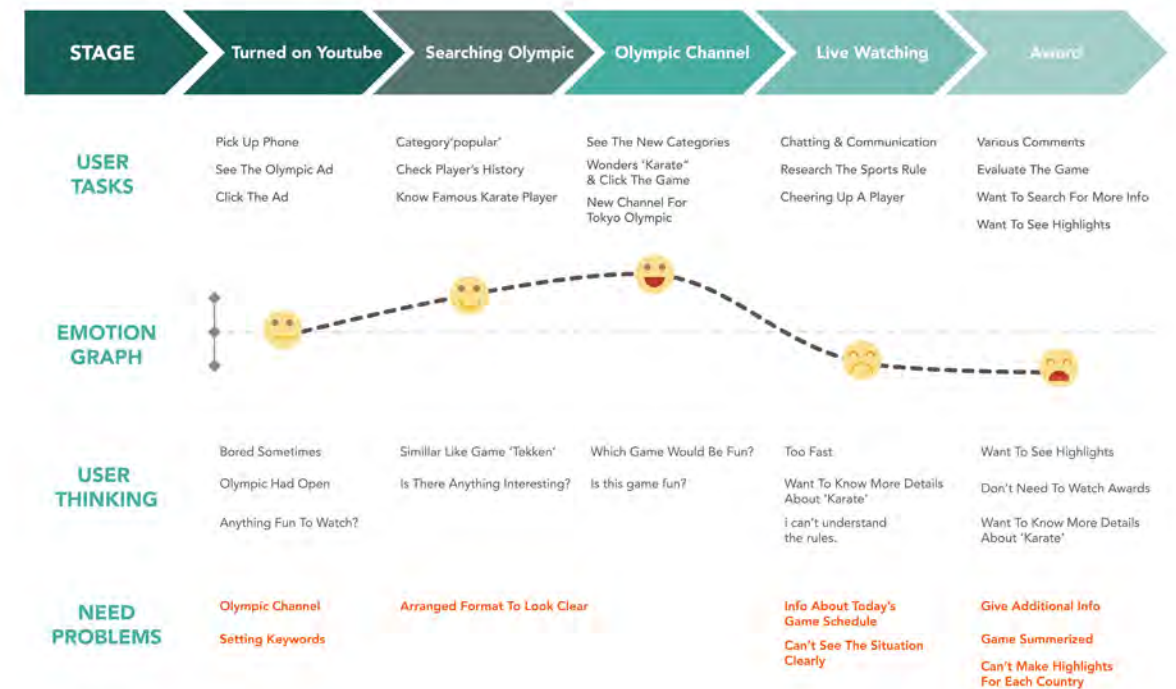 STAGE
Turned on Youtube
Searching Olympic
Olympic Channel
Live Watching
Award
USER
TASKS
Pick Up Phone
See The Olympic Ad
Click The Ad
Category'popular'
Check Player's History
Know Famous Karate Player
See The New Categories
Wonders 'Karate"
& Click The Game
New Channel For
Tokyo Olympic
Chatting & Communication
Research The Sports Rule
Cheering Up A Player
Various Comments
Evaluate The Game
Want To Search For More Info
Want To See Highlights
EMOTION
GRAPH
USER
THINKING
Bored Sometimes
Olympic Had Open
Anything Fun To Watch?
Simillar Like Game 'Tekken'
Is There Anything Interesting?
Which Game Would Be Fun?
Is this game fun?
Too Fast
Want To Know More Details
About 'Karate'
i can't understand
the rules.
Want To See Highlights
Don't Need To Watch Awards
Want To Know More Details
About 'Karate'
NEED
PROBLEMS
Olympic Channel
Setting Keywords
Arranged Format To Look Clear
Info About Today's
Game Schedule
Can't See The Situation
Clearly
Give Additional Info
Game Summerized
Can't Make Highlights
For Each Country